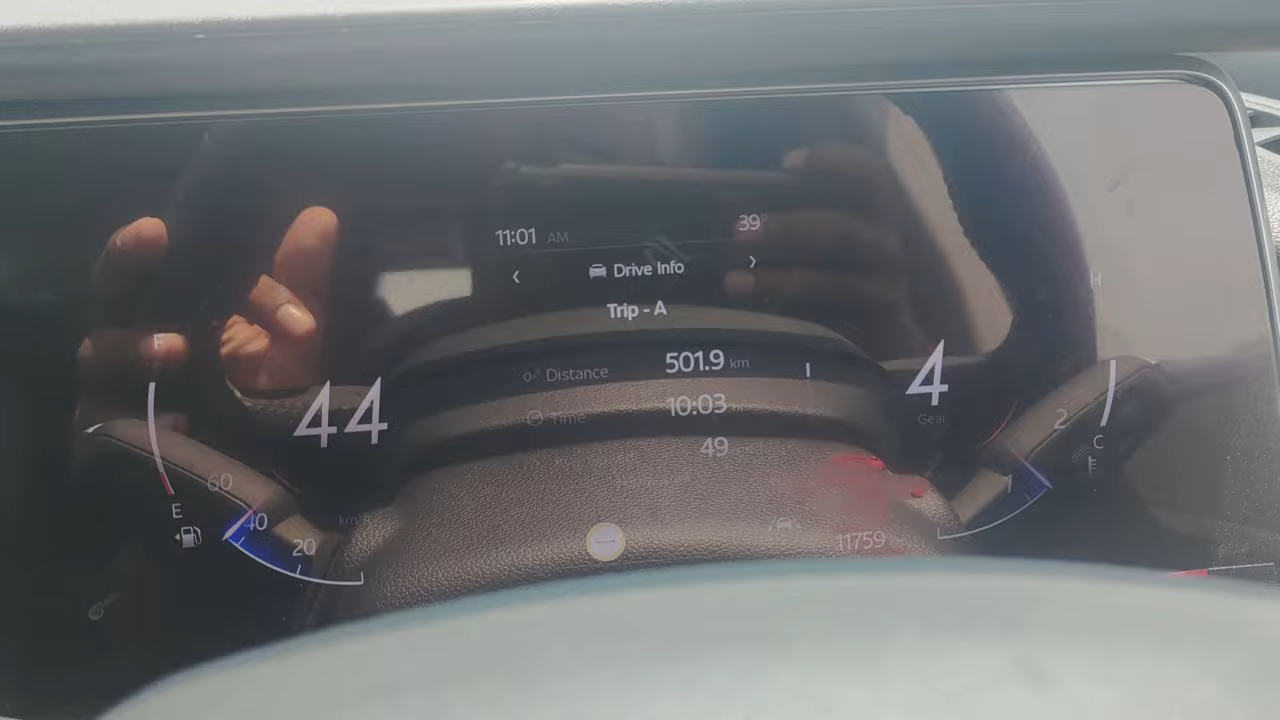 11:01 AM
39°
Drive Info
Trip - A
Distance 501.9 km
Time 10:03
49
44
4
Gear
F
E
60
40
20
H
C
2
1
11759